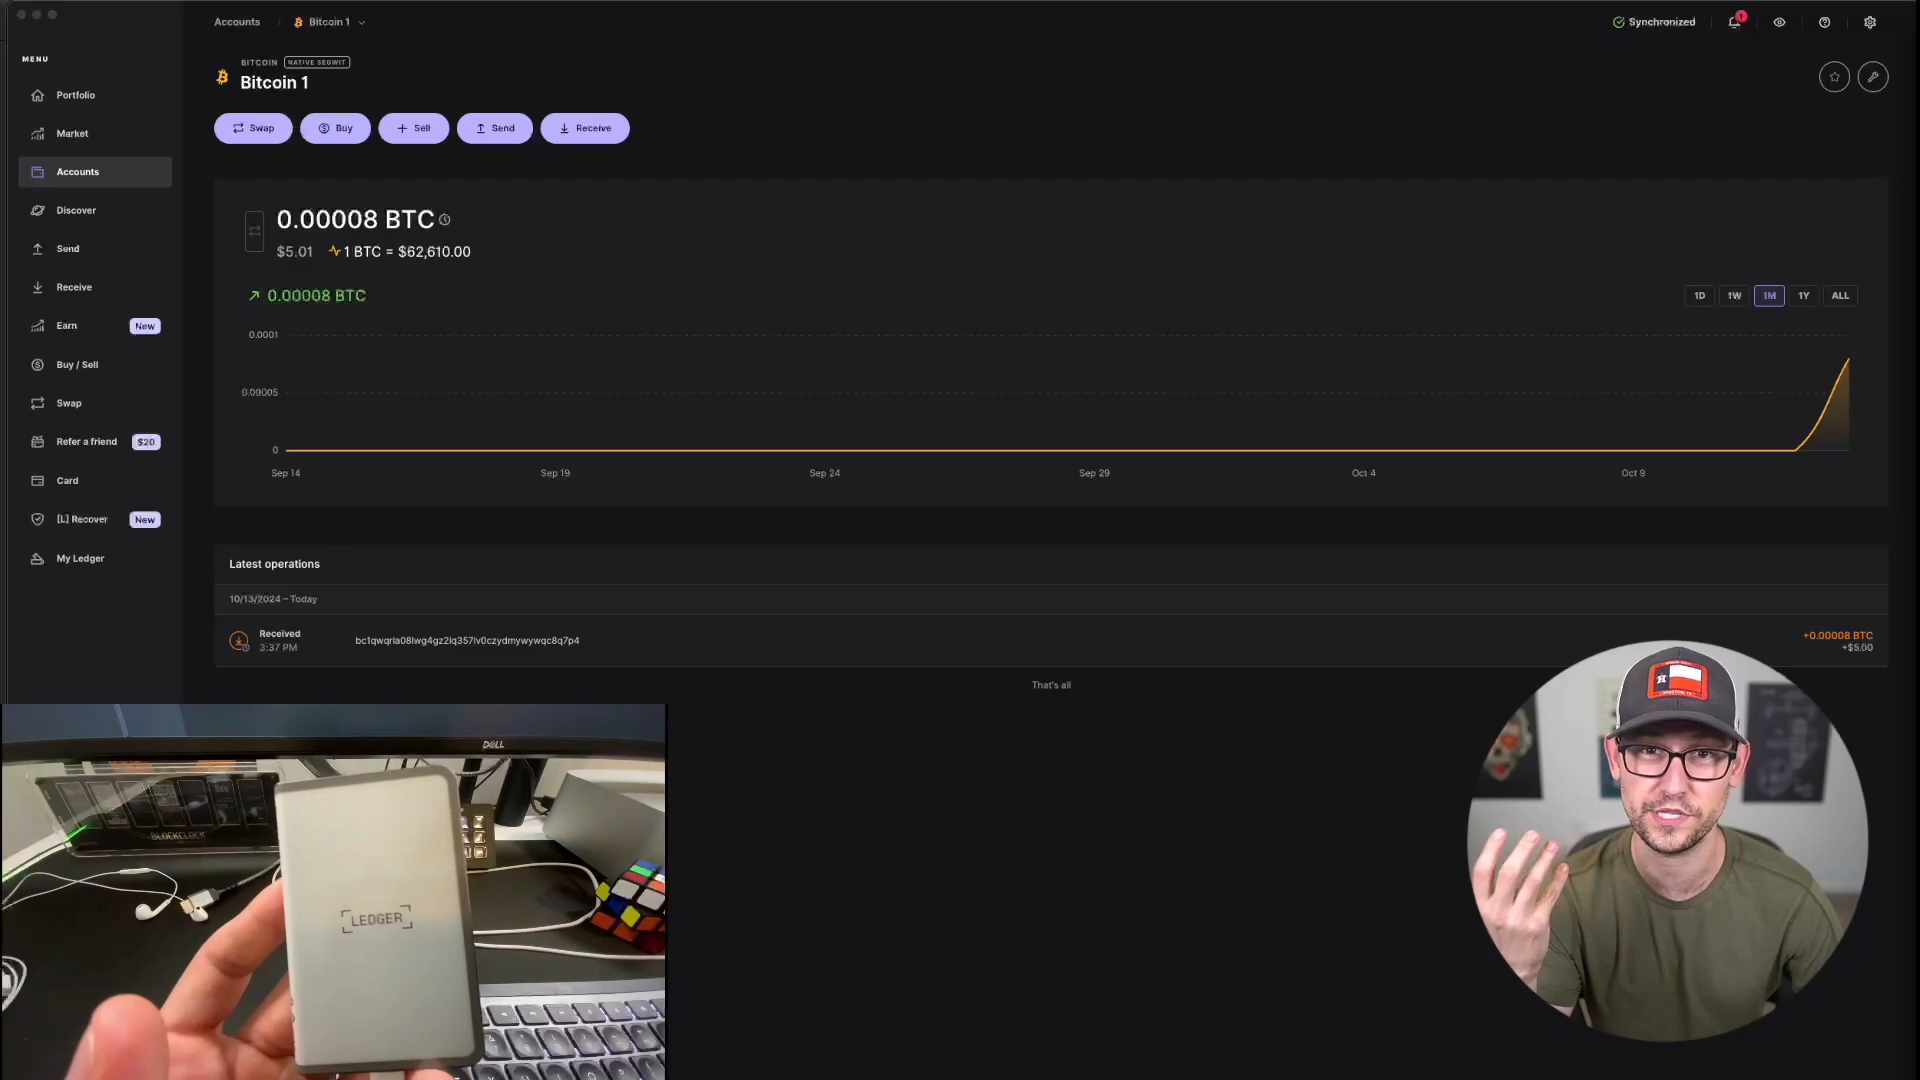 Accounts
Bitcoin 1
Synchronized
1
MENU
Portfolio
Market
Accounts
Discover
Send
Receive
Earn New
Buy / Sell
Swap
Refer a friend $20
Card
[L] Recover New
My Ledger
BITCOIN NATIVE SEGWIT
Bitcoin 1
Swap
Buy
Sell
Send
Receive
0.00008 BTC
$5.01 1 BTC = $62,610.00
0.00008 BTC
1D 1W 1M 1Y ALL
0.0001
0.00005
0
Sep 14 Sep 19 Sep 24 Sep 29 Oct 4 Oct 9
Latest operations
10/13/2024 – Today
Received
3:37 PM
+0.00008 BTC
+$5.00
That's all
DELL
BLOCKCLOCK
LEDGER